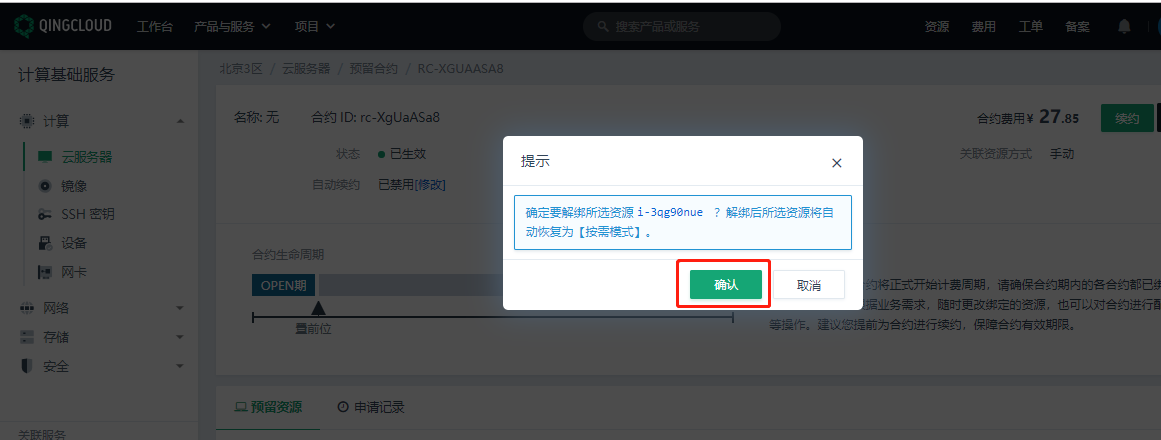 QINGCLOUD 工作台 产品与服务 项目 搜索产品或服务 资源 费用 工单 备案
计算基础服务
北京3区 / 云服务器 / 预留合约 / RC-XGUAASA8
计算
云服务器
镜像
SSH 密钥
设备
网卡
网络
存储
安全
关联服务
名称: 无 合约 ID: rc-XgUaASa8
合约费用 ¥ 27.85 续约
状态 已生效
关联资源方式 手动
自动续约 已禁用[修改]
提示
确定要解绑所选资源 i-3qg90nue ？解绑后所选资源将自
动恢复为【按需模式】。
确认 取消
合约生命周期
OPEN期
当前位
约将正式开始计费周期，请确保合约期内的各合约都已绑
据业务需求，随时更改绑定的资源，也可以对合约进行配
等操作。建议您提前为合约进行续约，保障合约有效期限。
预留资源 申请记录